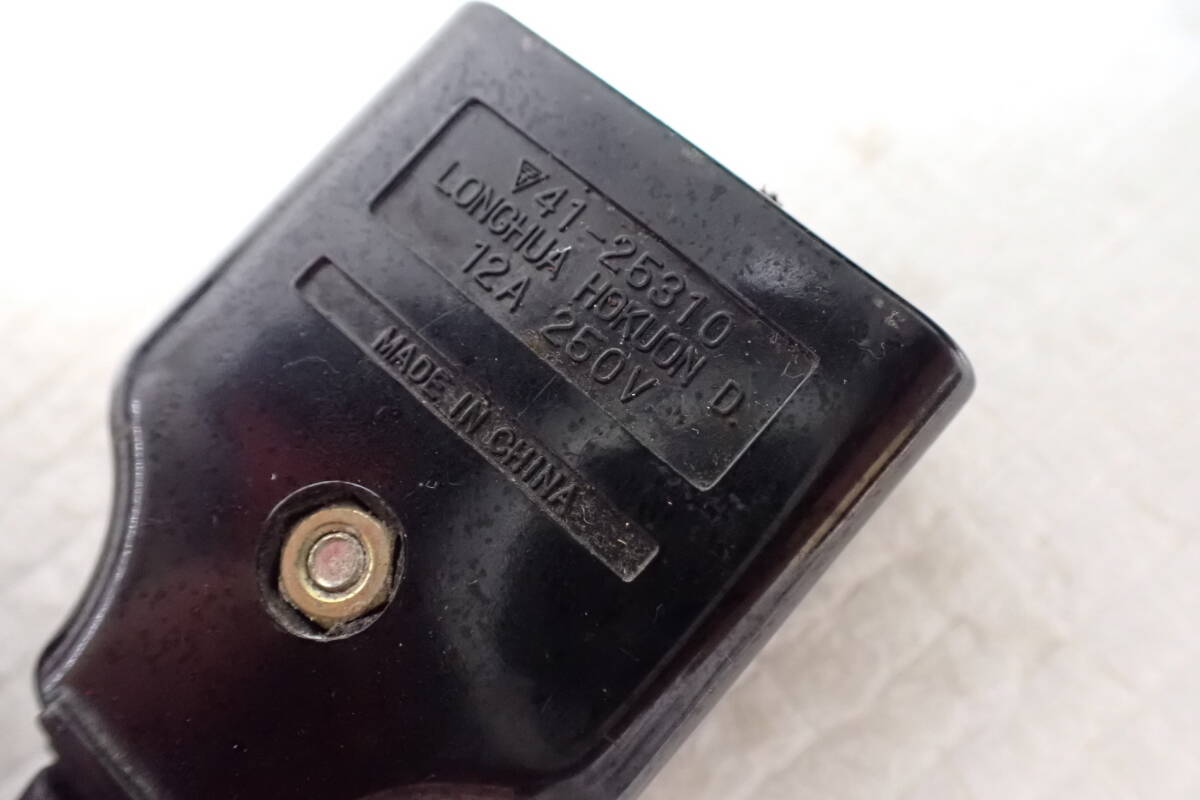 41-25310
LONGHUA HOKUON D.
12A 250V
MADE IN CHINA